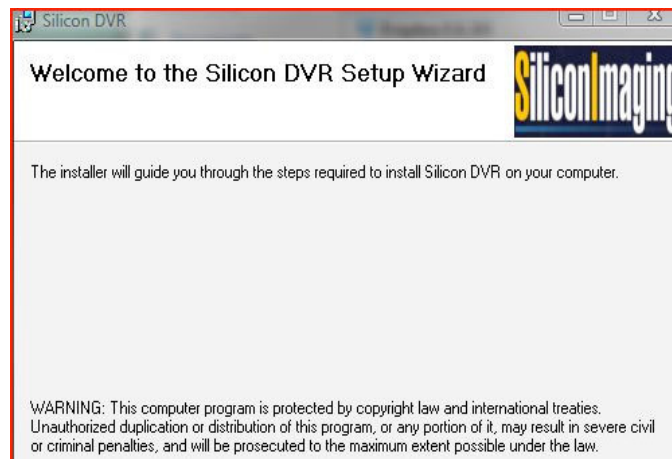 Silicon DVR
Welcome to the Silicon DVR Setup Wizard
SiliconImaging
The installer will guide you through the steps required to install Silicon DVR on your computer.
WARNING: This computer program is protected by copyright law and international treaties.
Unauthorized duplication or distribution of this program, or any portion of it, may result in severe civil
or criminal penalties, and will be prosecuted to the maximum extent possible under the law.